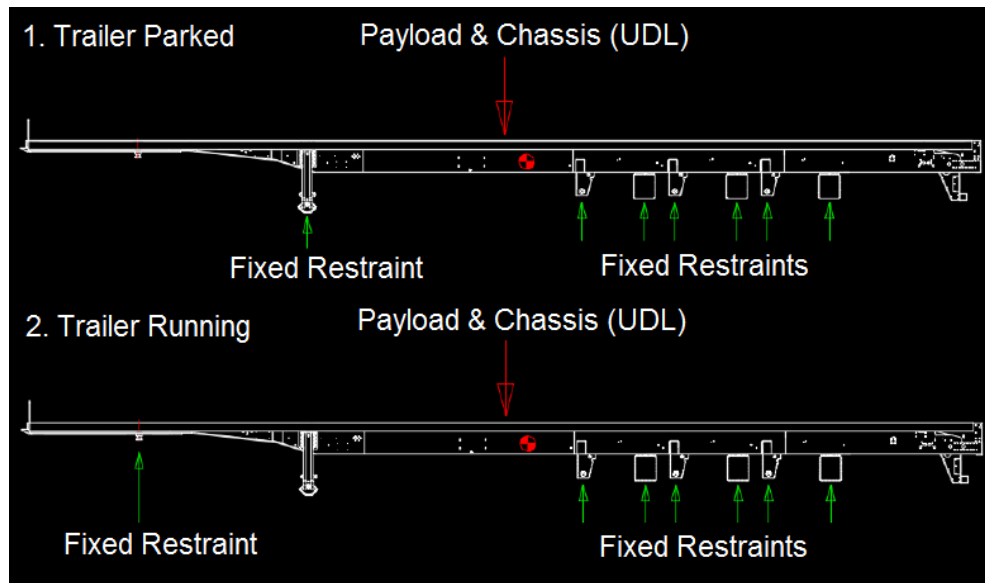 1. Trailer Parked
Payload & Chassis (UDL)
Fixed Restraint
Fixed Restraints
2. Trailer Running
Payload & Chassis (UDL)
Fixed Restraint
Fixed Restraints